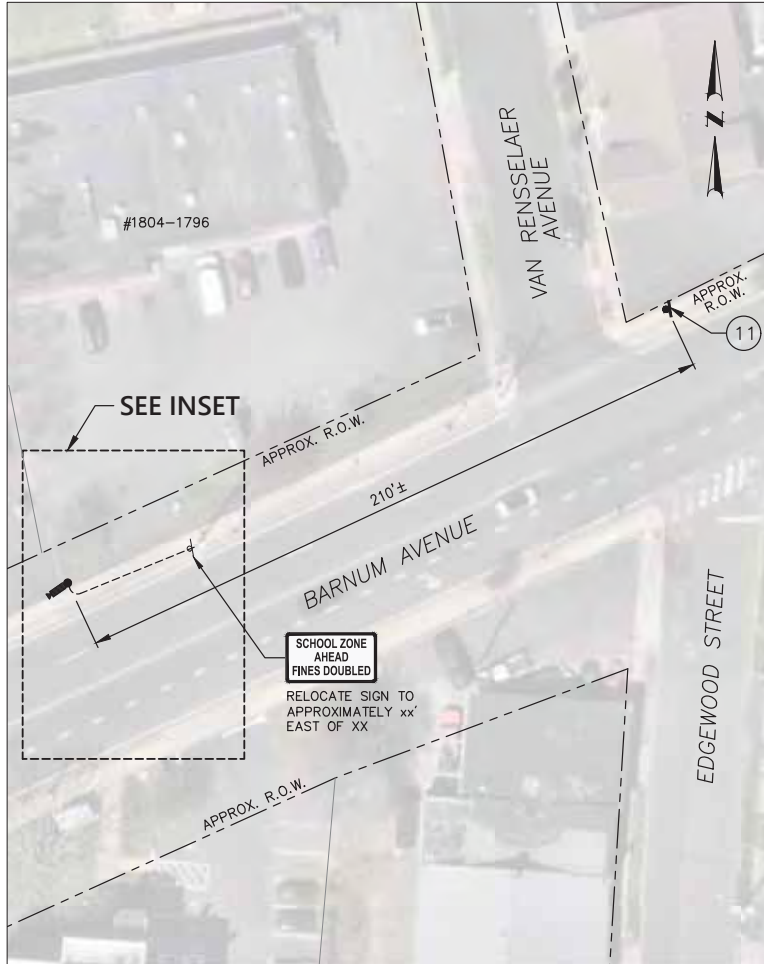 VAN RENSSELAER
AVENUE
N
#1804-1796
APPROX.
R.O.W.
11
SEE INSET
APPROX. R.O.W.
210'±
BARNUM AVENUE
SCHOOL ZONE
AHEAD
FINES DOUBLED
RELOCATE SIGN TO
APPROXIMATELY xx'
EAST OF XX
EDGEWOOD STREET
APPROX. R.O.W.